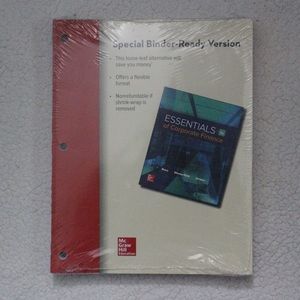 Special Binder-Ready Version
• This loose-leaf alternative will
save you money
• Offers a flexible
format
• Nonrefundable if
shrink-wrap is
removed
ESSENTIALS
of Corporate Finance
Mc
Graw
Hill
Education